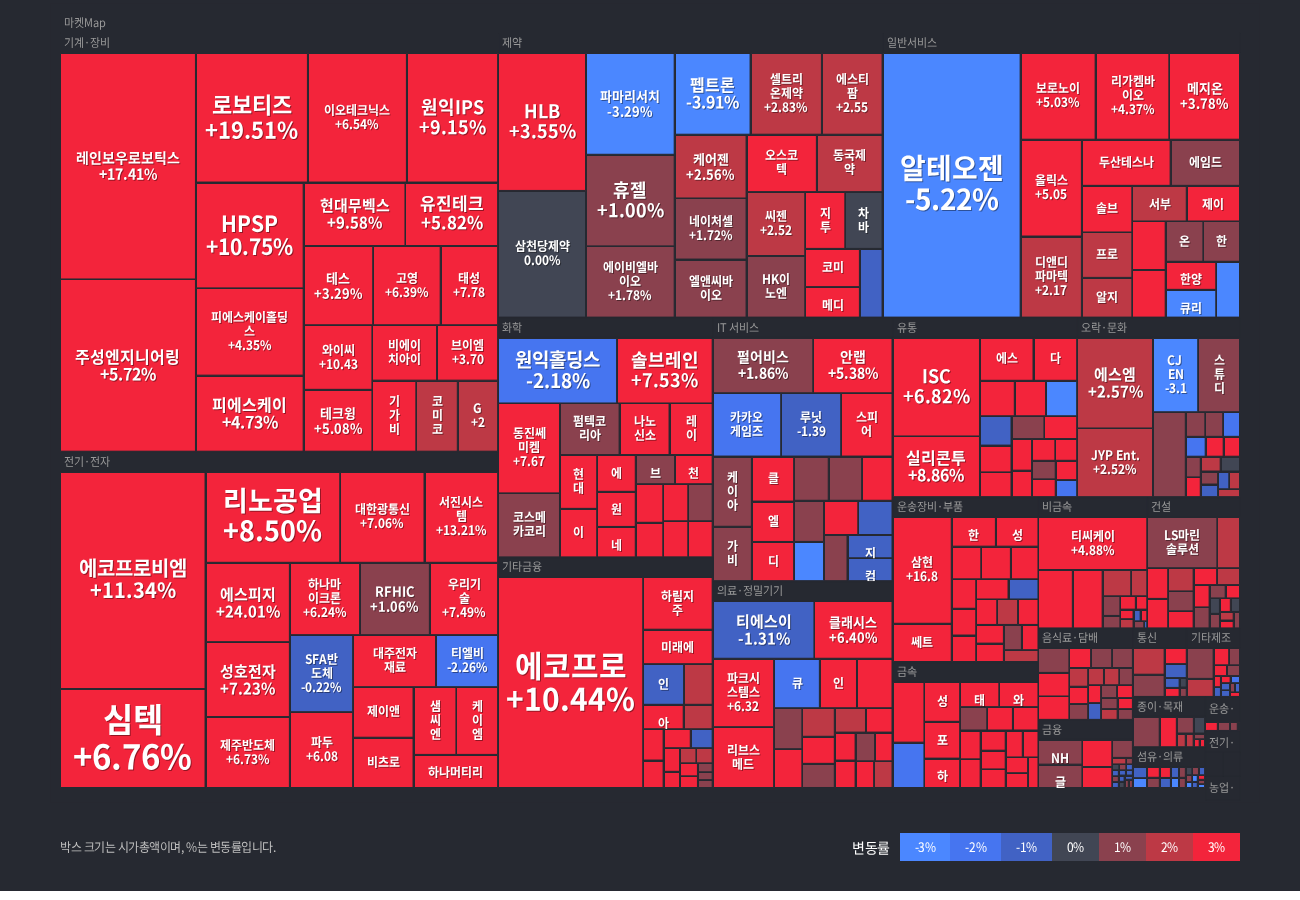 마켓Map
기계·장비
레인보우로보틱스
+17.41%
로보티즈
+19.51%
이오테크닉스
+6.54%
원익IPS
+9.15%
HPSP
+10.75%
현대무벡스
+9.58%
유진테크
+5.82%
테스
+3.29%
고영
+6.39%
태성
+7.78
주성엔지니어링
+5.72%
피에스케이홀딩
스
+4.35%
와이씨
+10.43
비에이
치아이
브이엠
+3.70
피에스케이
+4.73%
테크윙
+5.08%
기
가
비
코
미
코
G
+2
제약
HLB
+3.55%
파마리서치
-3.29%
펩트론
-3.91%
셀트리
온제약
+2.83%
에스티
팜
+2.55
삼천당제약
0.00%
휴젤
+1.00%
케어젠
+2.56%
오스코
텍
동국제
약
네이처셀
+1.72%
씨젠
+2.52
지
투
차
바
에이비엘바
이오
+1.78%
엘앤씨바
이오
HK이
노엔
코미
메디
일반서비스
알테오젠
-5.22%
보로노이
+5.03%
리가켐바
이오
+4.37%
메지온
+3.78%
올릭스
+5.05
두산테스나
에임드
솔브
서부
제이
디앤디
파마텍
+2.17
프로
온
한
알지
한양
큐리
전기·전자
에코프로비엠
+11.34%
리노공업
+8.50%
대한광통신
+7.06%
서진시스
템
+13.21%
에스피지
+24.01%
하나마
이크론
+6.24%
RFHIC
+1.06%
우리기
술
+7.49%
성호전자
+7.23%
SFA반
도체
-0.22%
대주전자
재료
티엘비
-2.26%
심텍
+6.76%
제주반도체
+6.73%
파두
+6.08
제이앤
샘
씨
엔
케
이
엠
비츠로
하나머티리
화학
원익홀딩스
-2.18%
솔브레인
+7.53%
동진쎄
미켐
+7.67
펌텍코
리아
나노
신소
레
이
현
대
에
브
천
코스메
카코리
원
이
네
IT 서비스
펄어비스
+1.86%
안랩
+5.38%
카카오
게임즈
루닛
-1.39
스피
어
케
이
아
클
엘
가
비
디
지
컴
유통
ISC
+6.82%
에스
다
실리콘투
+8.86%
오락·문화
에스엠
+2.57%
CJ
EN
-3.1
스
튜
디
JYP Ent.
+2.52%
기타금융
에코프로
+10.44%
하림지
주
미래에
인
아
의료·정밀기기
티에스이
-1.31%
클래시스
+6.40%
파크시
스템스
+6.32
큐
인
리브스
메드
운송장비·부품
삼현
+16.8
한
성
쎄트
금속
성
태
와
포
하
비금속
티씨케이
+4.88%
건설
LS마린
솔루션
음식료·담배
통신
기타제조
금융
NH
글
종이·목재
운송·
전기·
섬유·의류
농업·
박스 크기는 시가총액이며, %는 변동률입니다.
변동률
-3%
-2%
-1%
0%
1%
2%
3%